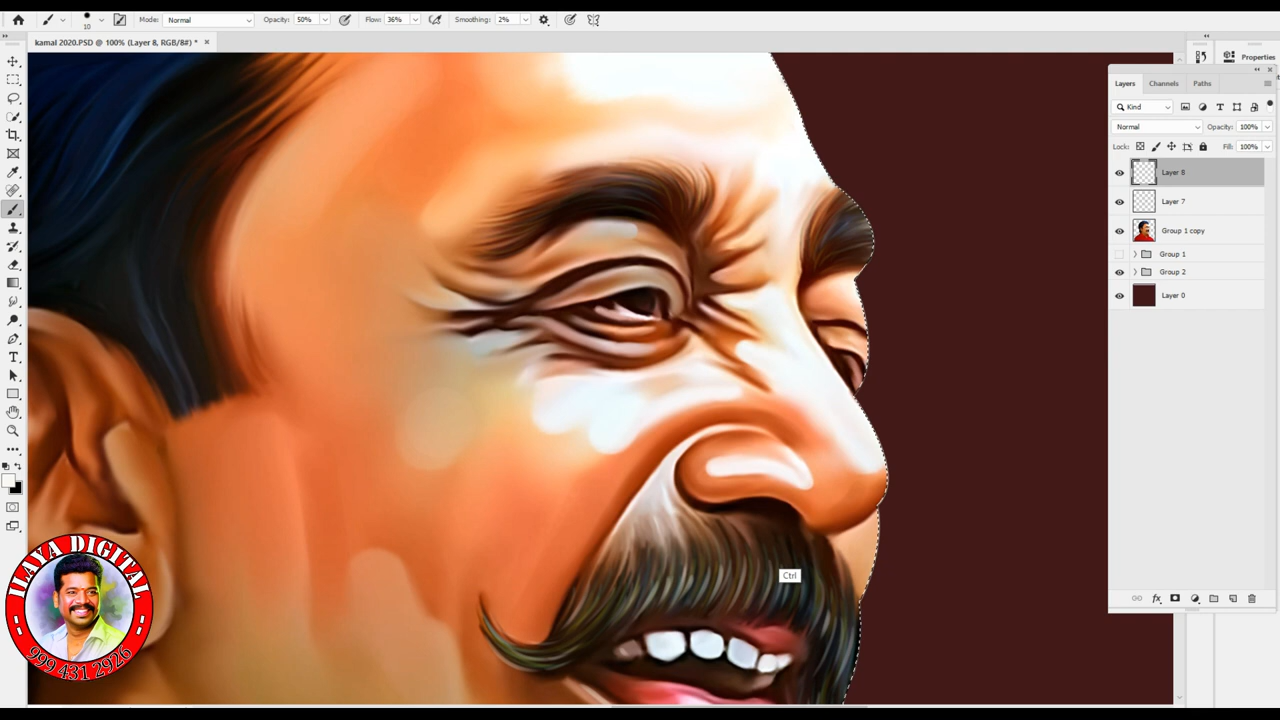 10
Mode: Normal
Opacity: 50%
Flow: 36%
Smoothing: 2%
kamal 2020.PSD @ 100% (Layer 8, RGB/8#) * ×
Properties
Layers Channels Paths
Kind
Normal
Opacity: 100%
Lock:
Fill: 100%
Layer 8
Layer 7
Group 1 copy
Group 1
Group 2
Layer 0
fx
Ctrl
ILAYA DIGITAL
999 431 2926